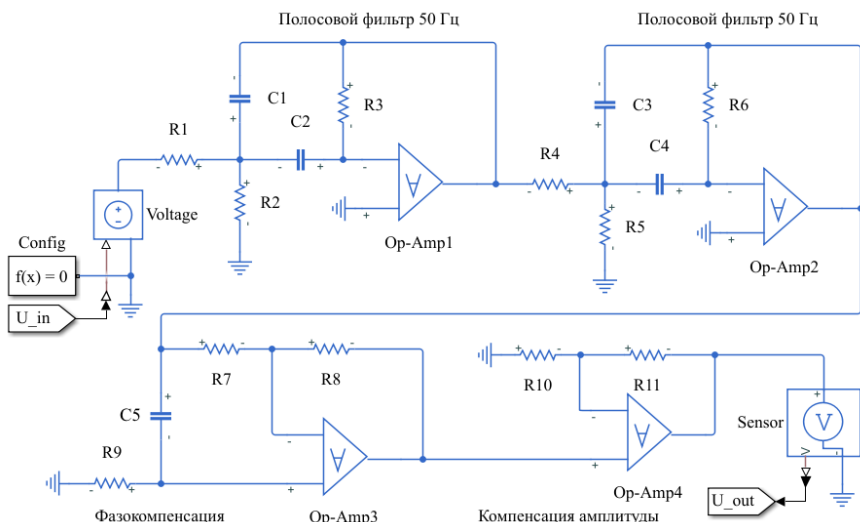 Полосовой фильтр 50 Гц
Полосовой фильтр 50 Гц
C1
R3
C3
R6
R1
C2
R4
C4
Voltage
R2
R5
Op-Amp1
Op-Amp2
Config
f(x) = 0
U_in
R7
R8
R10
R11
C5
Sensor
V
R9
V
Op-Amp4
U_out
Фазокомпенсация
Op-Amp3
Компенсация амплитуды